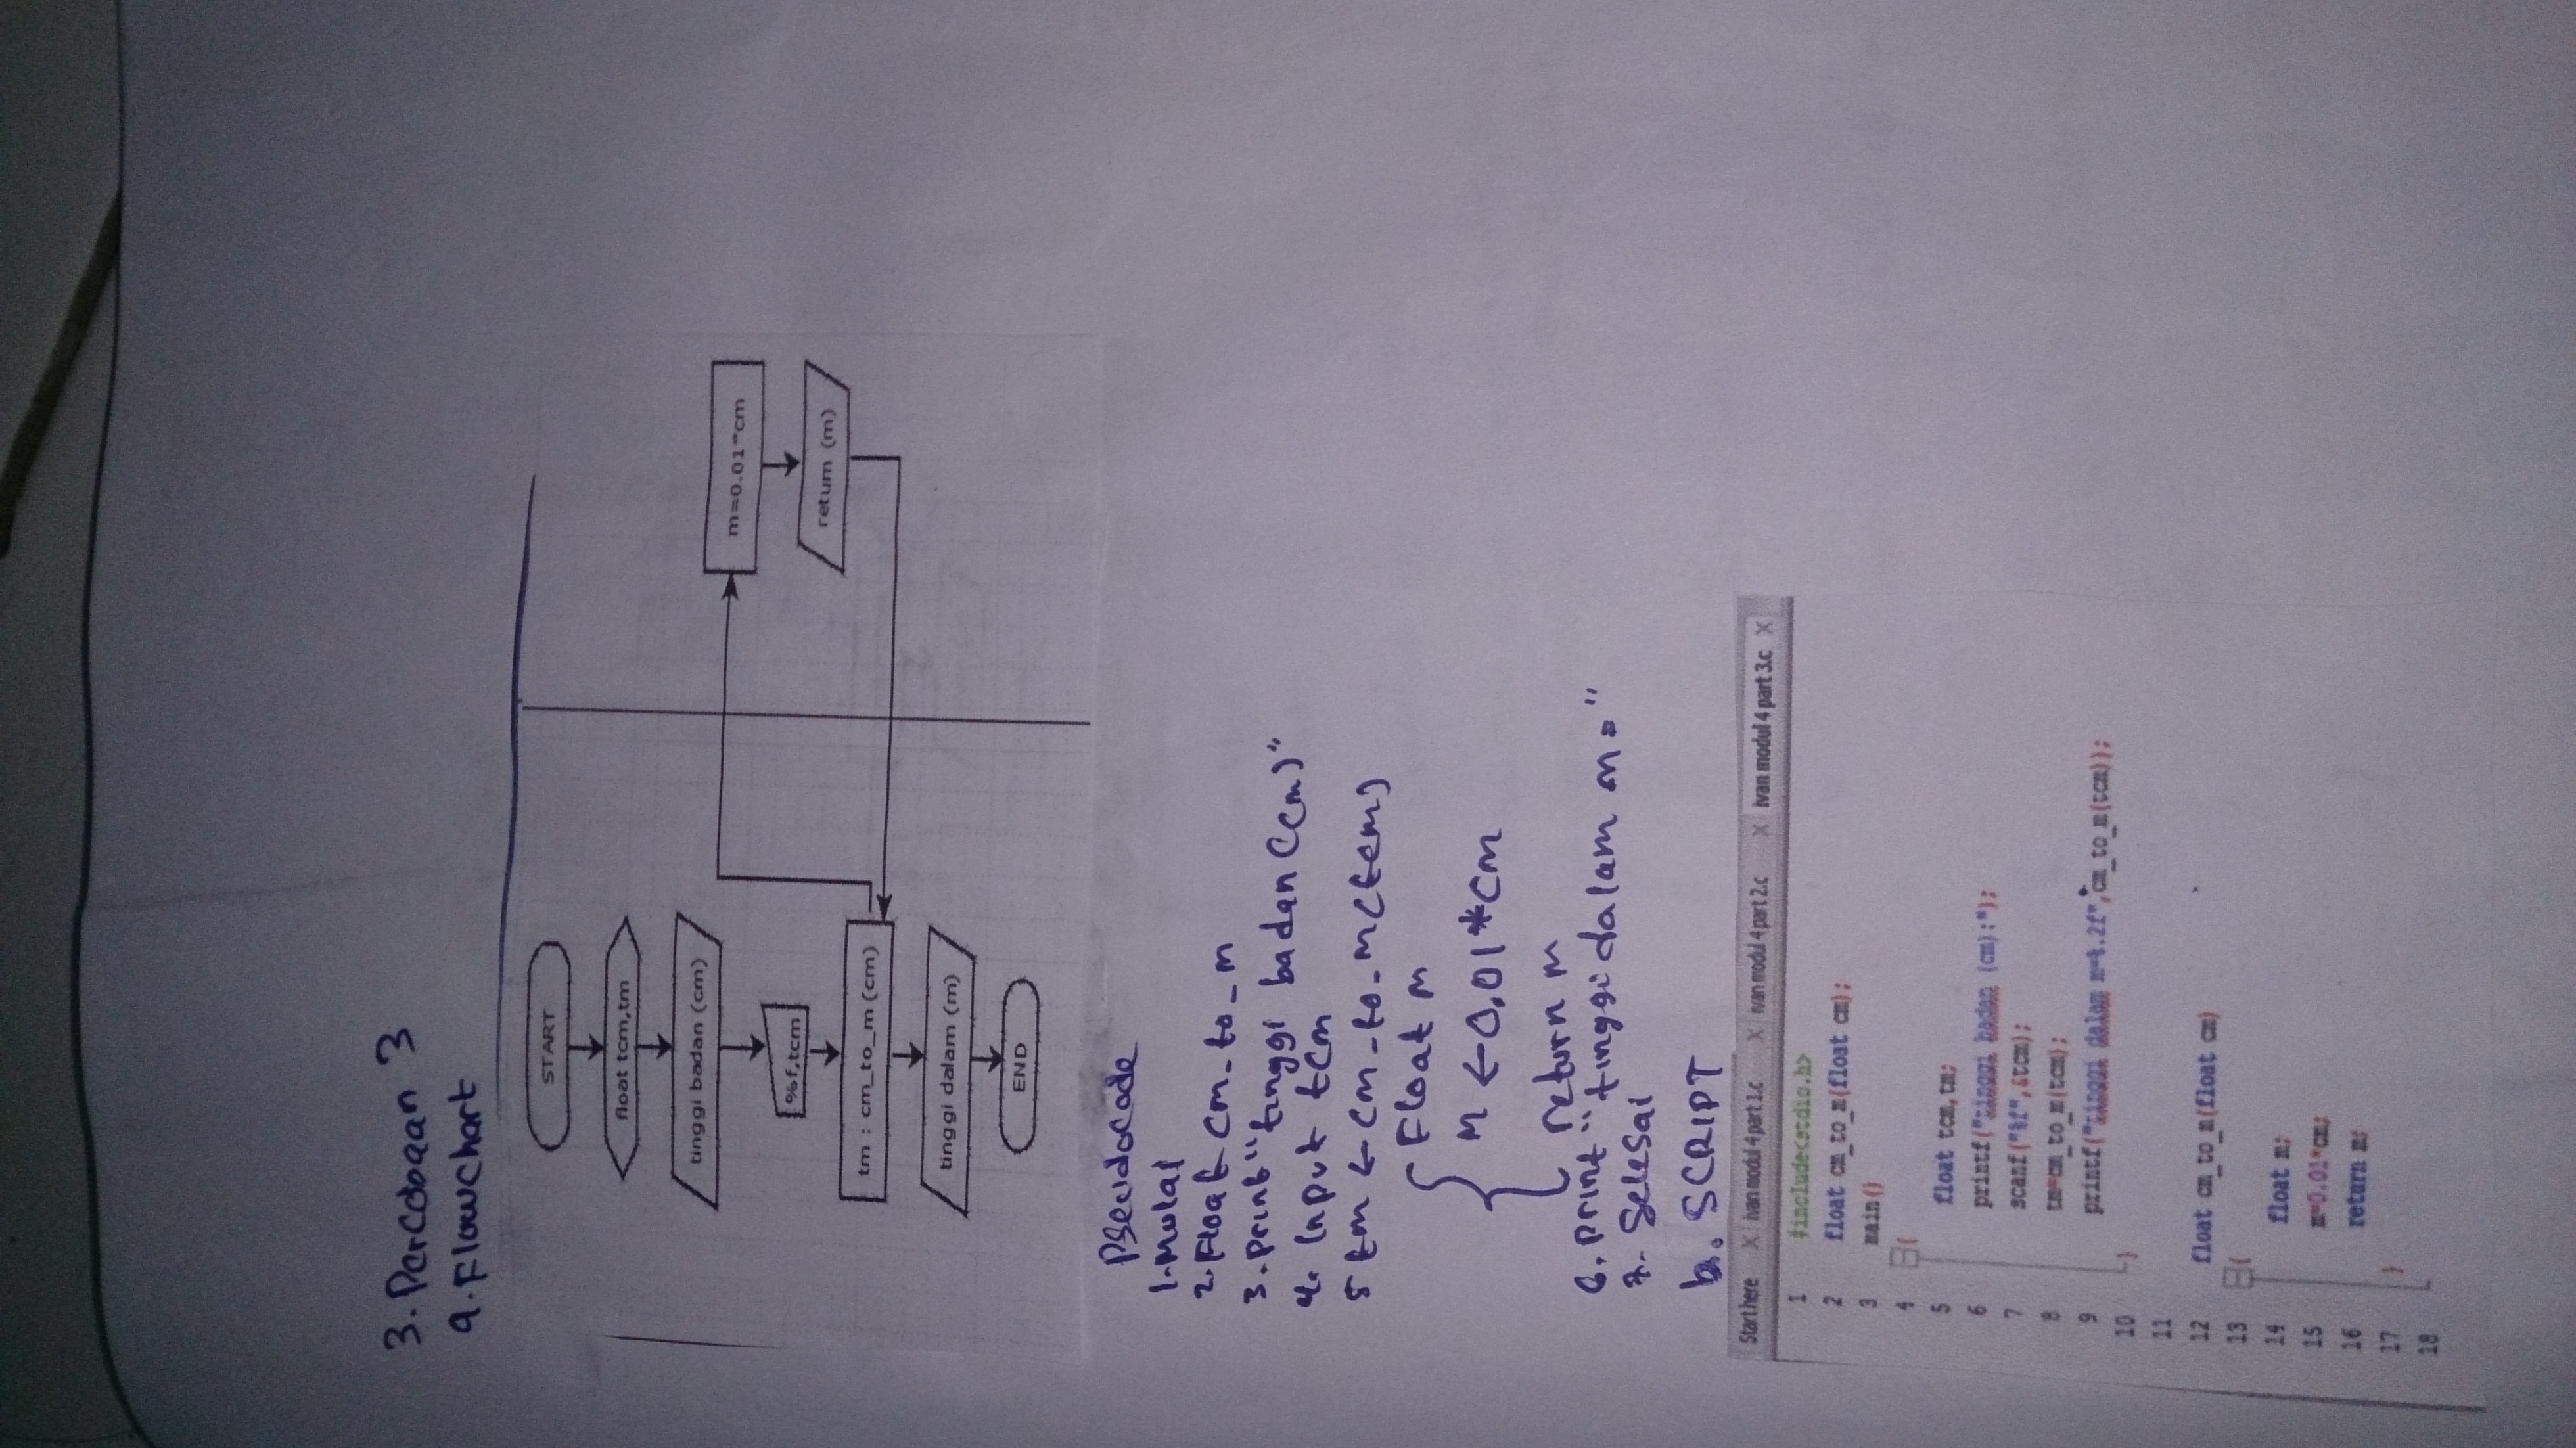 3. Percobaan 3
a. Flowchart
START
float tcm,tm
tinggi badan (cm)
%f,tcm
tm : cm_to_m (cm)
tinggi dalam (m)
END
m=0.01*cm
return (m)
Pseudocode
1. Mulai
2. Float cm_to_m
3. print "tinggi badan (cm)"
4. Input tcm
5 tm ← cm_to_m(tcm)
{ Float m
m ← 0,01*cm
return m
6. print "tinggi dalam m="
7. Selesai
b. SCRIPT
Start here X ivan modul 4 part 1.c X ivan modul 4 part 2.c X ivan modul 4 part 3.c X
1 #include<stdio.h>
2 float cm_to_m(float cm);
3 main()
4 {
5 float tcm,tm;
6 printf("Tinggi badan (cm):");
7 scanf("%f",&tcm);
8 tm=cm_to_m(tcm);
9 printf("Tinggi dalam m=%.2f",cm_to_m(tcm));
10 }
11
12 float cm_to_m(float cm)
13 {
14 float m;
15 m=0.01*cm;
16 return m;
17 }
18